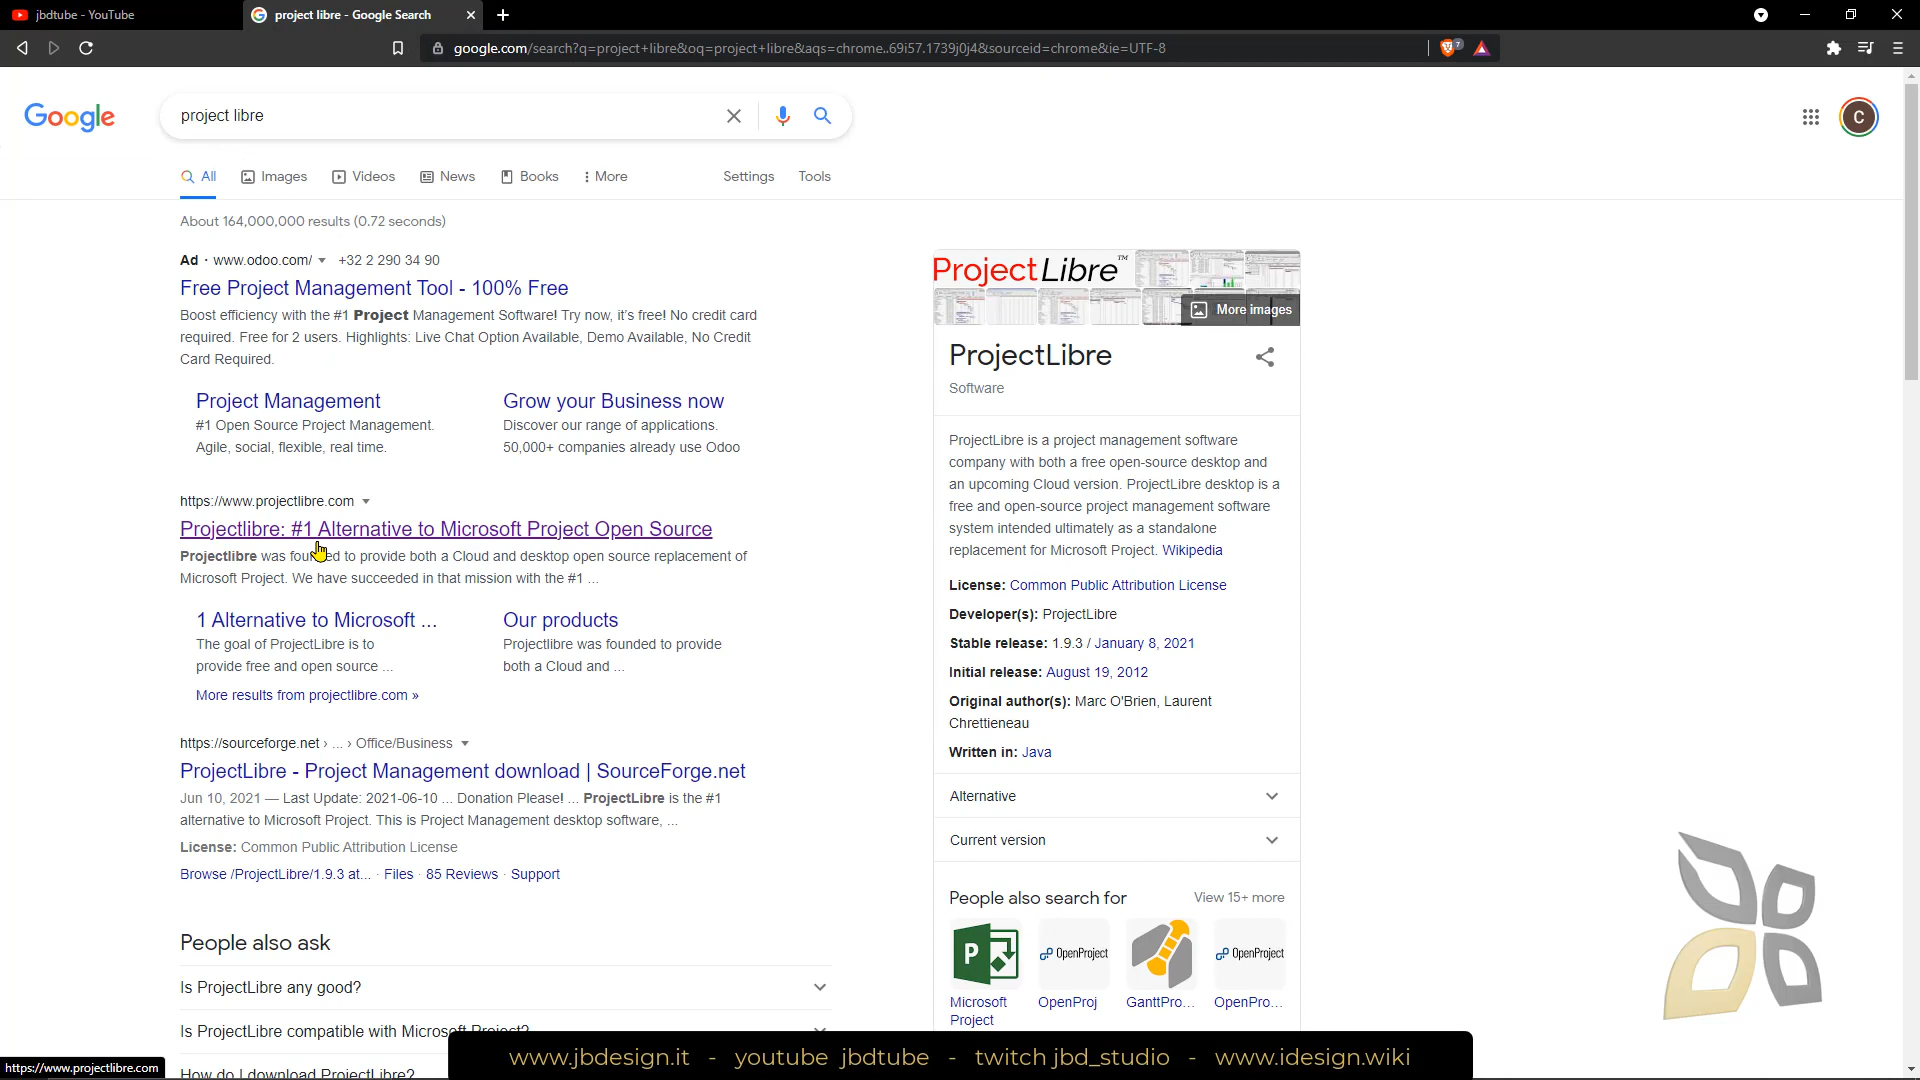 jbdtube - YouTube
project libre - Google Search
google.com/search?q=project+libre&oq=project+libre&aqs=chrome..69i57.1739j0j4&sourceid=chrome&ie=UTF-8
7
Google
project libre
C
All
Images
Videos
News
Books
More
Settings
Tools
About 164,000,000 results (0.72 seconds)
Ad · www.odoo.com/ +32 2 290 34 90
Free Project Management Tool - 100% Free
Boost efficiency with the #1 Project Management Software! Try now, it's free! No credit card
required. Free for 2 users. Highlights: Live Chat Option Available, Demo Available, No Credit
Card Required.
Project Management
#1 Open Source Project Management.
Agile, social, flexible, real time.
Grow your Business now
Discover our range of applications.
50,000+ companies already use Odoo
https://www.projectlibre.com
Projectlibre: #1 Alternative to Microsoft Project Open Source
Projectlibre was founded to provide both a Cloud and desktop open source replacement of
Microsoft Project. We have succeeded in that mission with the #1 ...
1 Alternative to Microsoft ...
The goal of ProjectLibre is to
provide free and open source ...
Our products
Projectlibre was founded to provide
both a Cloud and ...
More results from projectlibre.com »
https://sourceforge.net › ... › Office/Business
ProjectLibre - Project Management download | SourceForge.net
Jun 10, 2021 — Last Update: 2021-06-10 ... Donation Please! ... ProjectLibre is the #1
alternative to Microsoft Project. This is Project Management desktop software, ...
License: Common Public Attribution License
Browse /ProjectLibre/1.9.3 at... · Files · 85 Reviews · Support
People also ask
Is ProjectLibre any good?
Is ProjectLibre compatible with Microsoft Project?
How do I download ProjectLibre?
ProjectLibre™
More images
ProjectLibre
Software
ProjectLibre is a project management software
company with both a free open-source desktop and
an upcoming Cloud version. ProjectLibre desktop is a
free and open-source project management software
system intended ultimately as a standalone
replacement for Microsoft Project. Wikipedia
License: Common Public Attribution License
Developer(s): ProjectLibre
Stable release: 1.9.3 / January 8, 2021
Initial release: August 19, 2012
Original author(s): Marc O'Brien, Laurent
Chrettieneau
Written in: Java
Alternative
Current version
People also search for
View 15+ more
P
OpenProject
OpenProject
Microsoft
Project
OpenProj
GanttPro...
OpenPro...
https://www.projectlibre.com
www.jbdesign.it - youtube jbdtube - twitch jbd_studio - www.idesign.wiki